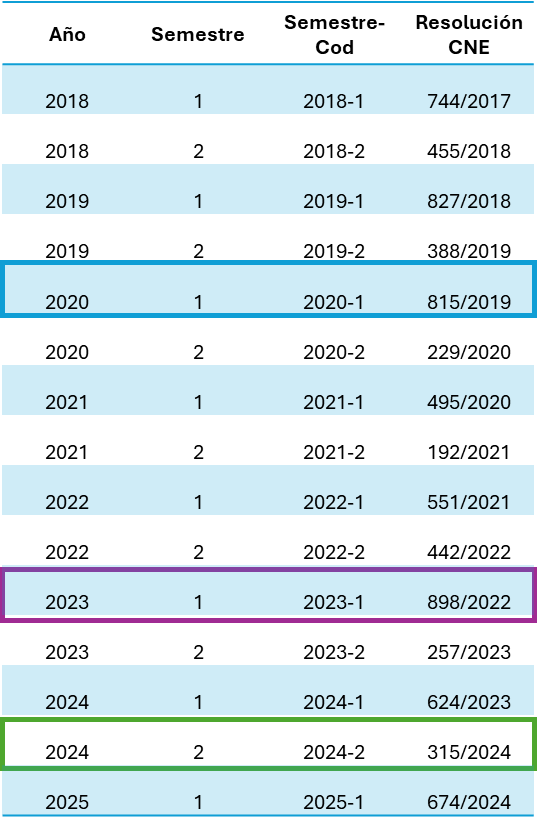 Año Semestre Semestre-Cod Resolución CNE
2018 1 2018-1 744/2017
2018 2 2018-2 455/2018
2019 1 2019-1 827/2018
2019 2 2019-2 388/2019
2020 1 2020-1 815/2019
2020 2 2020-2 229/2020
2021 1 2021-1 495/2020
2021 2 2021-2 192/2021
2022 1 2022-1 551/2021
2022 2 2022-2 442/2022
2023 1 2023-1 898/2022
2023 2 2023-2 257/2023
2024 1 2024-1 624/2023
2024 2 2024-2 315/2024
2025 1 2025-1 674/2024